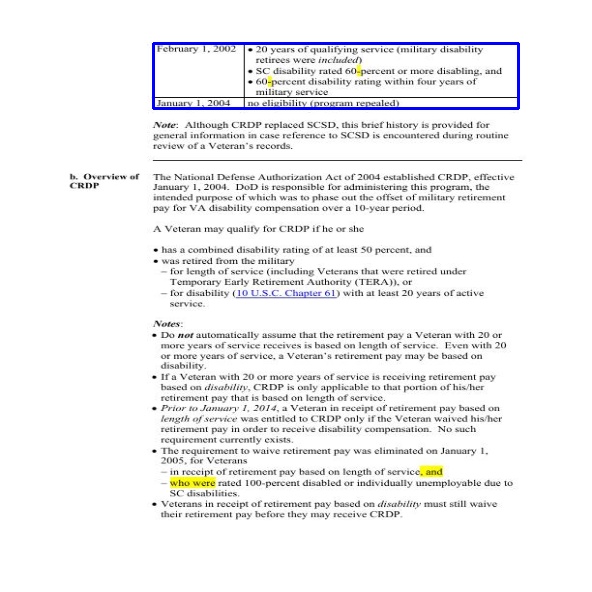 February 1, 2002 • 20 years of qualifying service (military disability
retirees were included)
• SC disability rated 60-percent or more disabling, and
• 60-percent disability rating within four years of
military service
January 1, 2004 no eligibility (program repealed)
Note: Although CRDP replaced SCSD, this brief history is provided for
general information in case reference to SCSD is encountered during routine
review of a Veteran's records.
b. Overview of
CRDP
The National Defense Authorization Act of 2004 established CRDP, effective
January 1, 2004. DoD is responsible for administering this program, the
intended purpose of which was to phase out the offset of military retirement
pay for VA disability compensation over a 10-year period.
A Veteran may qualify for CRDP if he or she
• has a combined disability rating of at least 50 percent, and
• was retired from the military
– for length of service (including Veterans that were retired under
Temporary Early Retirement Authority (TERA)), or
– for disability (10 U.S.C. Chapter 61) with at least 20 years of active
service.
Notes:
• Do not automatically assume that the retirement pay a Veteran with 20 or
more years of service receives is based on length of service. Even with 20
or more years of service, a Veteran's retirement pay may be based on
disability.
• If a Veteran with 20 or more years of service is receiving retirement pay
based on disability, CRDP is only applicable to that portion of his/her
retirement pay that is based on length of service.
• Prior to January 1, 2014, a Veteran in receipt of retirement pay based on
length of service was entitled to CRDP only if the Veteran waived his/her
retirement pay in order to receive disability compensation. No such
requirement currently exists.
• The requirement to waive retirement pay was eliminated on January 1,
2005, for Veterans
– in receipt of retirement pay based on length of service, and
– who were rated 100-percent disabled or individually unemployable due to
SC disabilities.
• Veterans in receipt of retirement pay based on disability must still waive
their retirement pay before they may receive CRDP.